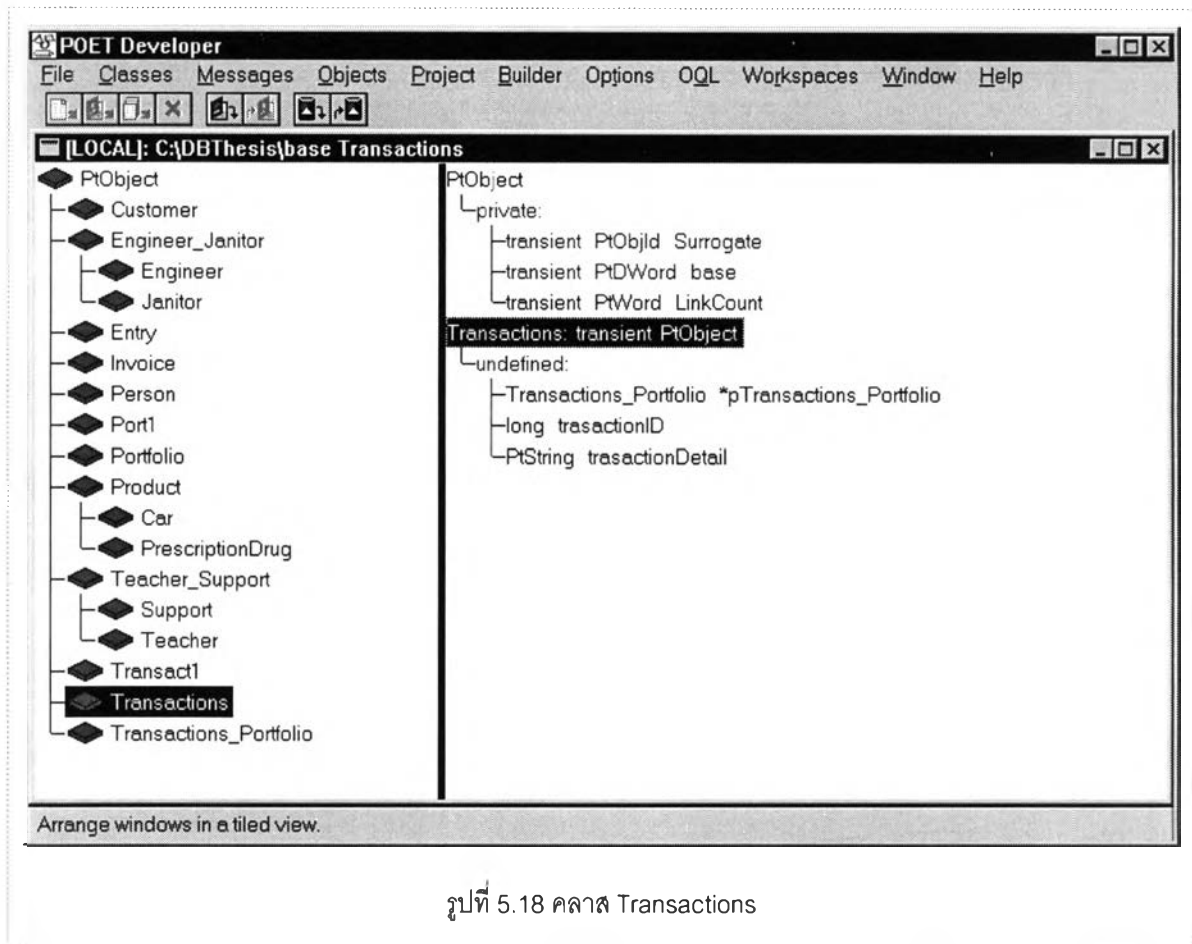 POET Developer
File Classes Messages Objects Project Builder Options OQL Workspaces Window Help
[LOCAL]: C:\DBThesis\base Transactions
PtObject
Customer
Engineer_Janitor
Engineer
Janitor
Entry
Invoice
Person
Port1
Portfolio
Product
Car
PrescriptionDrug
Teacher_Support
Support
Teacher
Transact1
Transactions
Transactions_Portfolio
PtObject
private:
transient PtObjId Surrogate
transient PtDWord base
transient PtWord LinkCount
Transactions: transient PtObject
undefined:
Transactions_Portfolio *pTransactions_Portfolio
long trasactionID
PtString trasactionDetail
Arrange windows in a tiled view.
รูปที่ 5.18 คลาส Transactions